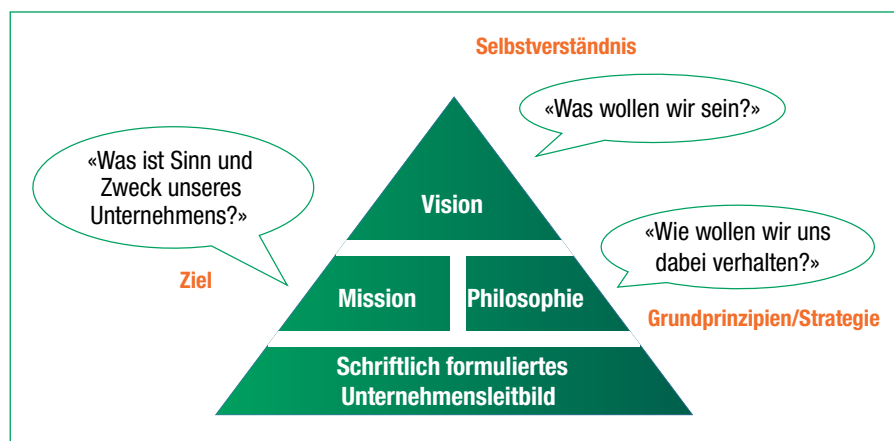 Selbstverständnis
«Was wollen wir sein?»
«Was ist Sinn und
Zweck unseres
Unternehmens?»
Vision
«Wie wollen wir uns
dabei verhalten?»
Ziel
Mission
Philosophie
Grundprinzipien/Strategie
Schriftlich formuliertes
Unternehmensleitbild